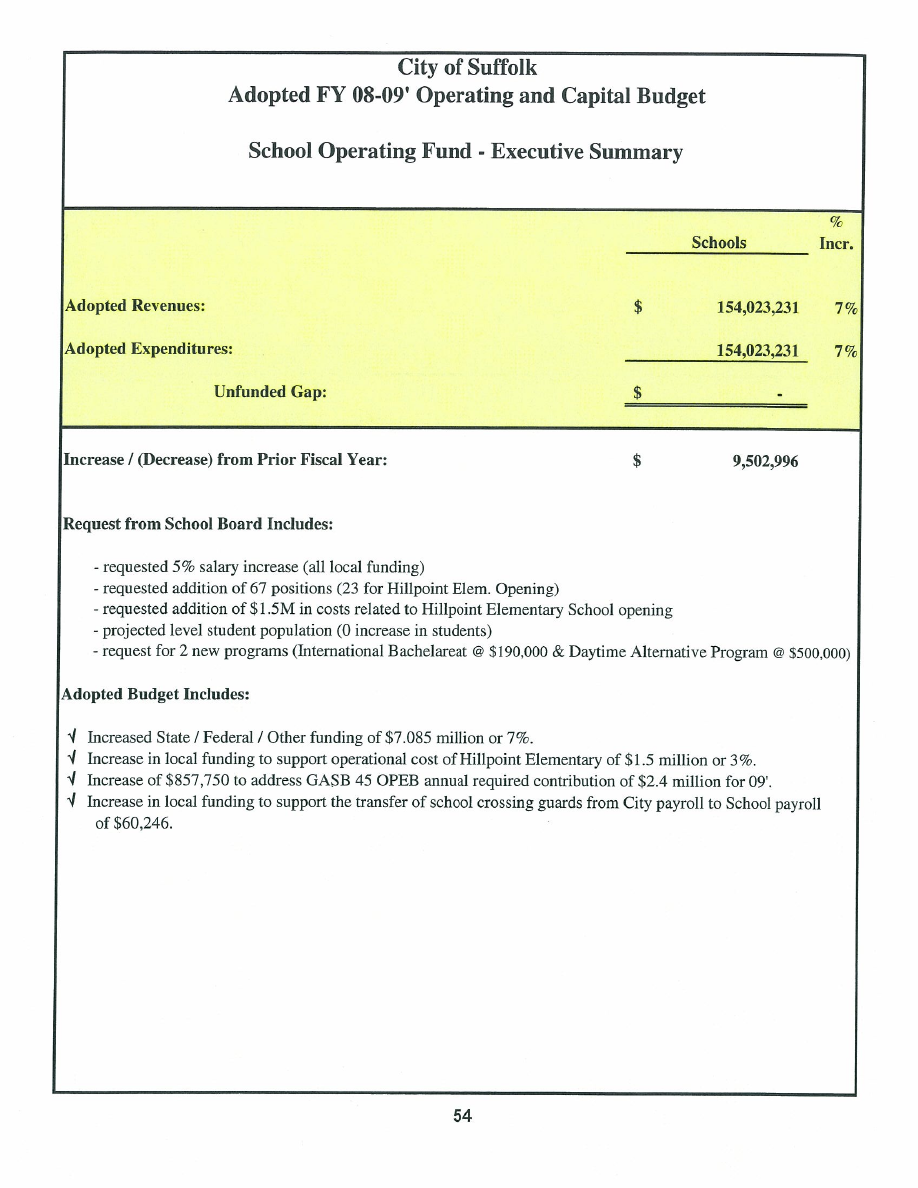 City of Suffolk
Adopted FY 08-09' Operating and Capital Budget
School Operating Fund - Executive Summary
%
Schools Incr.
Adopted Revenues: $ 154,023,231 7%
Adopted Expenditures: 154,023,231 7%
Unfunded Gap: $ -
Increase / (Decrease) from Prior Fiscal Year: $ 9,502,996
Request from School Board Includes:
- requested 5% salary increase (all local funding)
- requested addition of 67 positions (23 for Hillpoint Elem. Opening)
- requested addition of $1.5M in costs related to Hillpoint Elementary School opening
- projected level student population (0 increase in students)
- request for 2 new programs (International Bachelareat @ $190,000 & Daytime Alternative Program @ $500,000)
Adopted Budget Includes:
√ Increased State / Federal / Other funding of $7.085 million or 7%.
√ Increase in local funding to support operational cost of Hillpoint Elementary of $1.5 million or 3%.
√ Increase of $857,750 to address GASB 45 OPEB annual required contribution of $2.4 million for 09'.
√ Increase in local funding to support the transfer of school crossing guards from City payroll to School payroll
of $60,246.
54